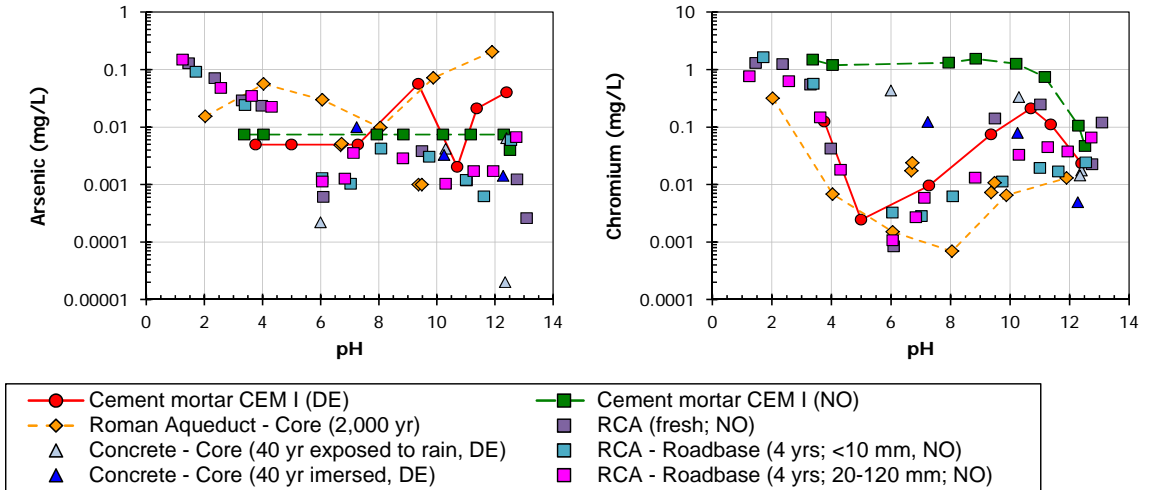 1
0.1
0.01
0.001
0.0001
0.00001
0 2 4 6 8 10 12 14
pH
Arsenic (mg/L)
10
1
0.1
0.01
0.001
0.0001
0 2 4 6 8 10 12 14
pH
Chromium (mg/L)
Cement mortar CEM I (DE)
Roman Aqueduct - Core (2,000 yr)
Concrete - Core (40 yr exposed to rain, DE)
Concrete - Core (40 yr imersed, DE)
Cement mortar CEM I (NO)
RCA (fresh; NO)
RCA - Roadbase (4 yrs; <10 mm, NO)
RCA - Roadbase (4 yrs; 20-120 mm; NO)